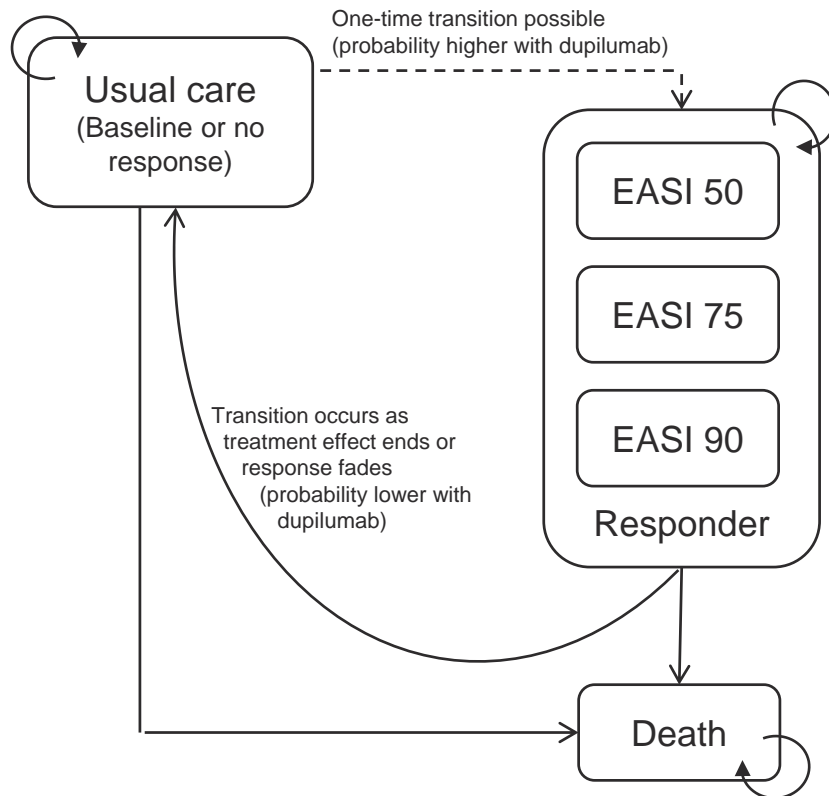 One-time transition possible
(probability higher with dupilumab)
Usual care
(Baseline or no
response)
EASI 50
EASI 75
EASI 90
Responder
Transition occurs as
treatment effect ends or
response fades
(probability lower with
dupilumab)
Death